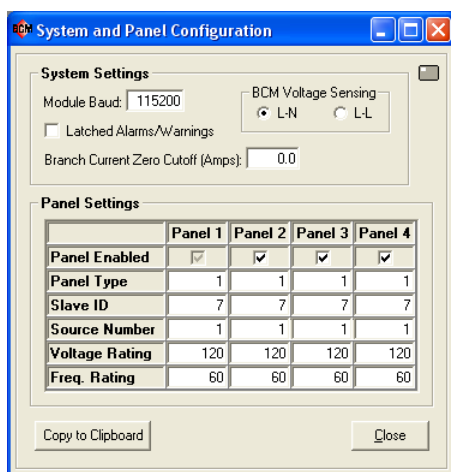 BCM System and Panel Configuration
System Settings
Module Baud: 115200
BCM Voltage Sensing
L-N L-L
Latched Alarms/Warnings
Branch Current Zero Cutoff (Amps): 0.0
Panel Settings
Panel 1 Panel 2 Panel 3 Panel 4
Panel Enabled
Panel Type 1 1 1 1
Slave ID 7 7 7 7
Source Number 1 1 1 1
Voltage Rating 120 120 120 120
Freq. Rating 60 60 60 60
Copy to Clipboard Close